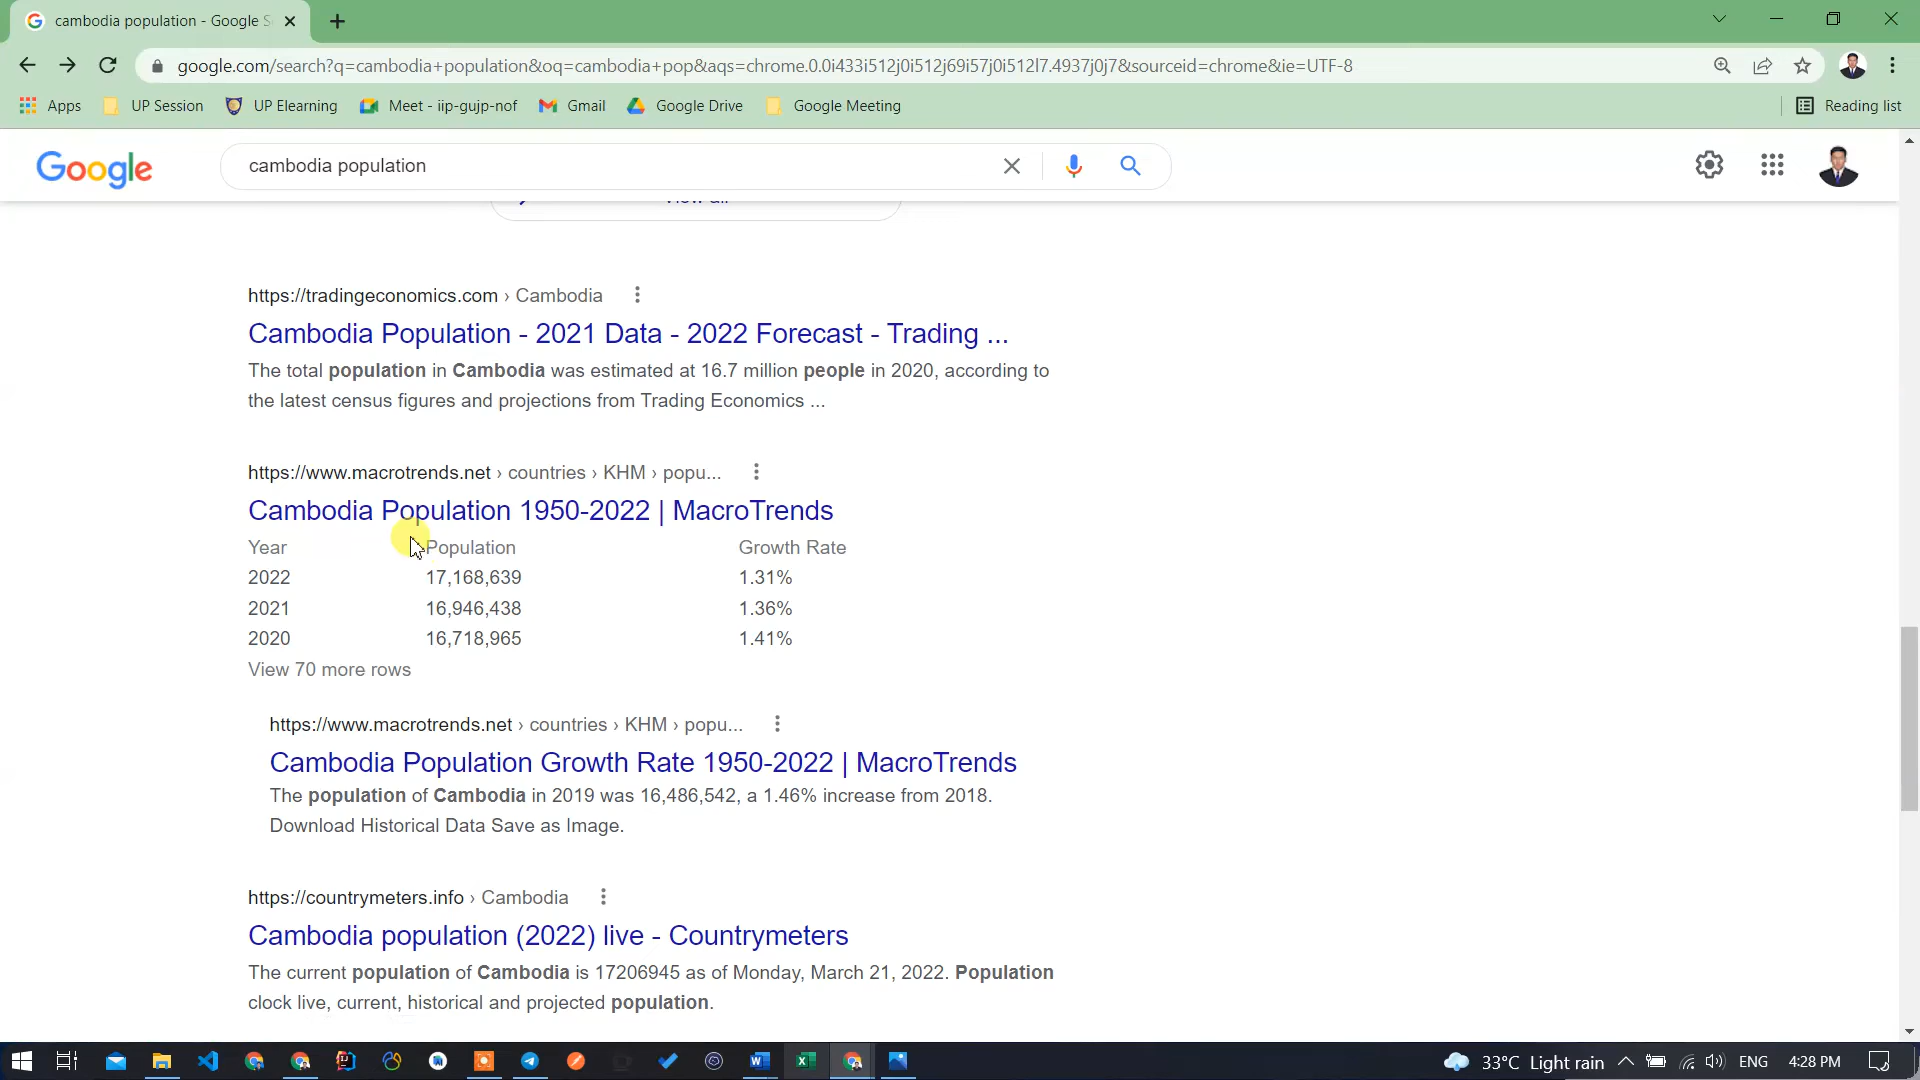 cambodia population - Google S
google.com/search?q=cambodia+population&oq=cambodia+pop&aqs=chrome.0.0i433i512j0i512j69i57j0i512l7.4937j0j7&sourceid=chrome&ie=UTF-8
Apps UP Session UP Elearning Meet - iip-gujp-nof Gmail Google Drive Google Meeting Reading list
Google cambodia population
View all
https://tradingeconomics.com › Cambodia
Cambodia Population - 2021 Data - 2022 Forecast - Trading ...
The total population in Cambodia was estimated at 16.7 million people in 2020, according to
the latest census figures and projections from Trading Economics ...
https://www.macrotrends.net › countries › KHM › popu...
Cambodia Population 1950-2022 | MacroTrends
Year Population Growth Rate
2022 17,168,639 1.31%
2021 16,946,438 1.36%
2020 16,718,965 1.41%
View 70 more rows
https://www.macrotrends.net › countries › KHM › popu...
Cambodia Population Growth Rate 1950-2022 | MacroTrends
The population of Cambodia in 2019 was 16,486,542, a 1.46% increase from 2018.
Download Historical Data Save as Image.
https://countrymeters.info › Cambodia
Cambodia population (2022) live - Countrymeters
The current population of Cambodia is 17206945 as of Monday, March 21, 2022. Population
clock live, current, historical and projected population.
33°C Light rain ENG 4:28 PM